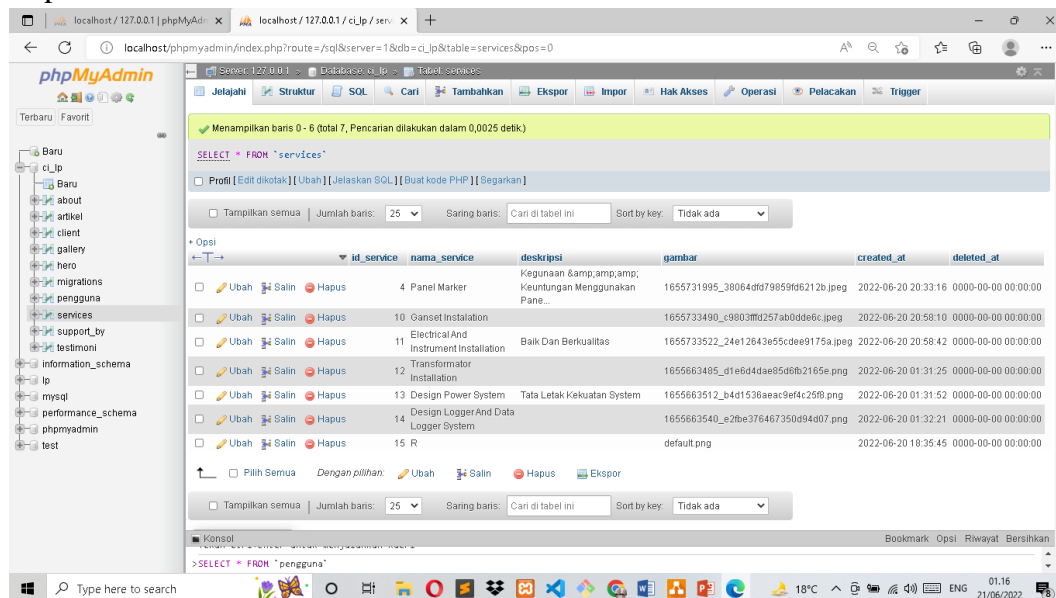 localhost / 127.0.0.1 | phpMyAdm
localhost / 127.0.0.1 / ci_lp / serv
localhost/phpmyadmin/index.php?route=/sql&server=1&db=ci_lp&table=services&pos=0
phpMyAdmin
Terbaru Favorit
Baru
ci_lp
Baru
about
artikel
client
gallery
hero
migrations
pengguna
services
support_by
testimoni
information_schema
lp
mysql
performance_schema
phpmyadmin
test
Server: 127.0.0.1 » Database: ci_lp » Tabel: services
Jelajahi Struktur SQL Cari Tambahkan Ekspor Impor Hak Akses Operasi Pelacakan Trigger
Menampilkan baris 0 - 6 (total 7, Pencarian dilakukan dalam 0,0025 detik.)
SELECT * FROM `services`
Profil [ Edit dikotak ] [ Ubah ] [ Jelaskan SQL ] [ Buat kode PHP ] [ Segarkan ]
Tampilkan semua | Jumlah baris: 25 Saring baris: Cari di tabel ini Sort by key: Tidak ada
+ Opsi
←T→ id_service nama_service deskripsi gambar created_at deleted_at
Ubah Salin Hapus 4 Panel Marker Kegunaan &amp;amp;amp; Keuntungan Menggunakan Pane... 1655731995_38064dfd79859fd6212b.jpeg 2022-06-20 20:33:16 0000-00-00 00:00:00
Ubah Salin Hapus 10 Ganset Instalation 1655733490_c9803fffd257ab0dde6c.jpeg 2022-06-20 20:58:10 0000-00-00 00:00:00
Ubah Salin Hapus 11 Electrical And Instrument Installation Baik Dan Berkualitas 1655733522_24e12643e55cdee9175a.jpeg 2022-06-20 20:58:42 0000-00-00 00:00:00
Ubah Salin Hapus 12 Transformator Installation 1655663485_d1e6d4dae85d6fb2165e.png 2022-06-20 01:31:25 0000-00-00 00:00:00
Ubah Salin Hapus 13 Design Power System Tata Letak Kekuatan System 1655663512_b4d1536aeac9ef4c25f8.png 2022-06-20 01:31:52 0000-00-00 00:00:00
Ubah Salin Hapus 14 Design Logger And Data Logger System 1655663540_e2fbe376467350d94d07.png 2022-06-20 01:32:21 0000-00-00 00:00:00
Ubah Salin Hapus 15 R default.png 2022-06-20 18:35:45 0000-00-00 00:00:00
Pilih Semua Dengan pilihan: Ubah Salin Hapus Ekspor
Tampilkan semua | Jumlah baris: 25 Saring baris: Cari di tabel ini Sort by key: Tidak ada
Konsol Bookmark Opsi Riwayat Bersihkan
>SELECT * FROM `pengguna`
Type here to search
18°C ENG 01.16
21/06/2022